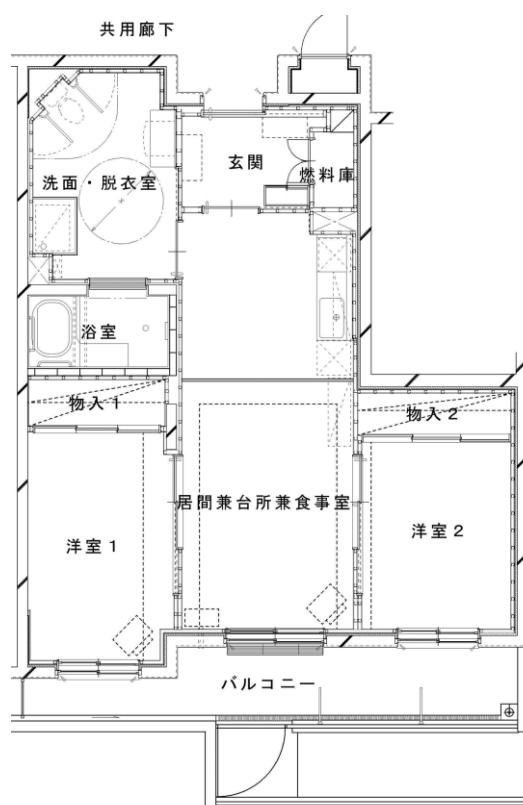 共用廊下
玄関
燃料庫
洗面・脱衣室
浴室
物入1
物入2
居間兼台所兼食事室
洋室1
洋室2
バルコニー